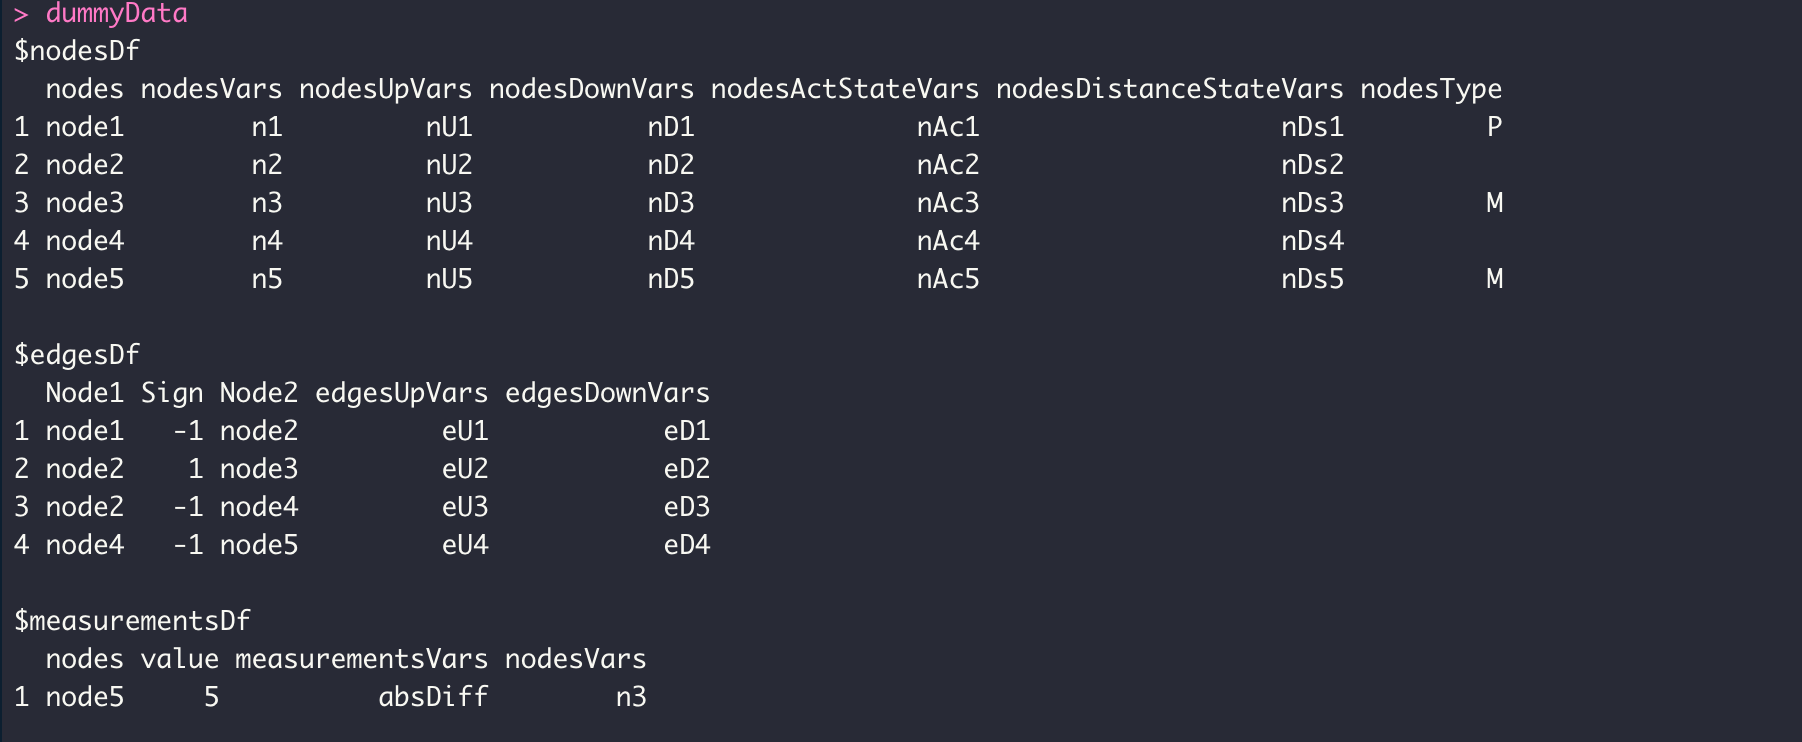 > dummyData
$nodesDf
  nodes nodesVars nodesUpVars nodesDownVars nodesActStateVars nodesDistanceStateVars nodesType
1 node1        n1         nU1           nD1               nAc1                   nDs1         P
2 node2        n2         nU2           nD2               nAc2                   nDs2
3 node3        n3         nU3           nD3               nAc3                   nDs3         M
4 node4        n4         nU4           nD4               nAc4                   nDs4
5 node5        n5         nU5           nD5               nAc5                   nDs5         M
$edgesDf
  Node1 Sign Node2 edgesUpVars edgesDownVars
1 node1   -1 node2         eU1           eD1
2 node2    1 node3         eU2           eD2
3 node2   -1 node4         eU3           eD3
4 node4   -1 node5         eU4           eD4
$measurementsDf
  nodes value measurementsVars nodesVars
1 node5     5          absDiff        n3